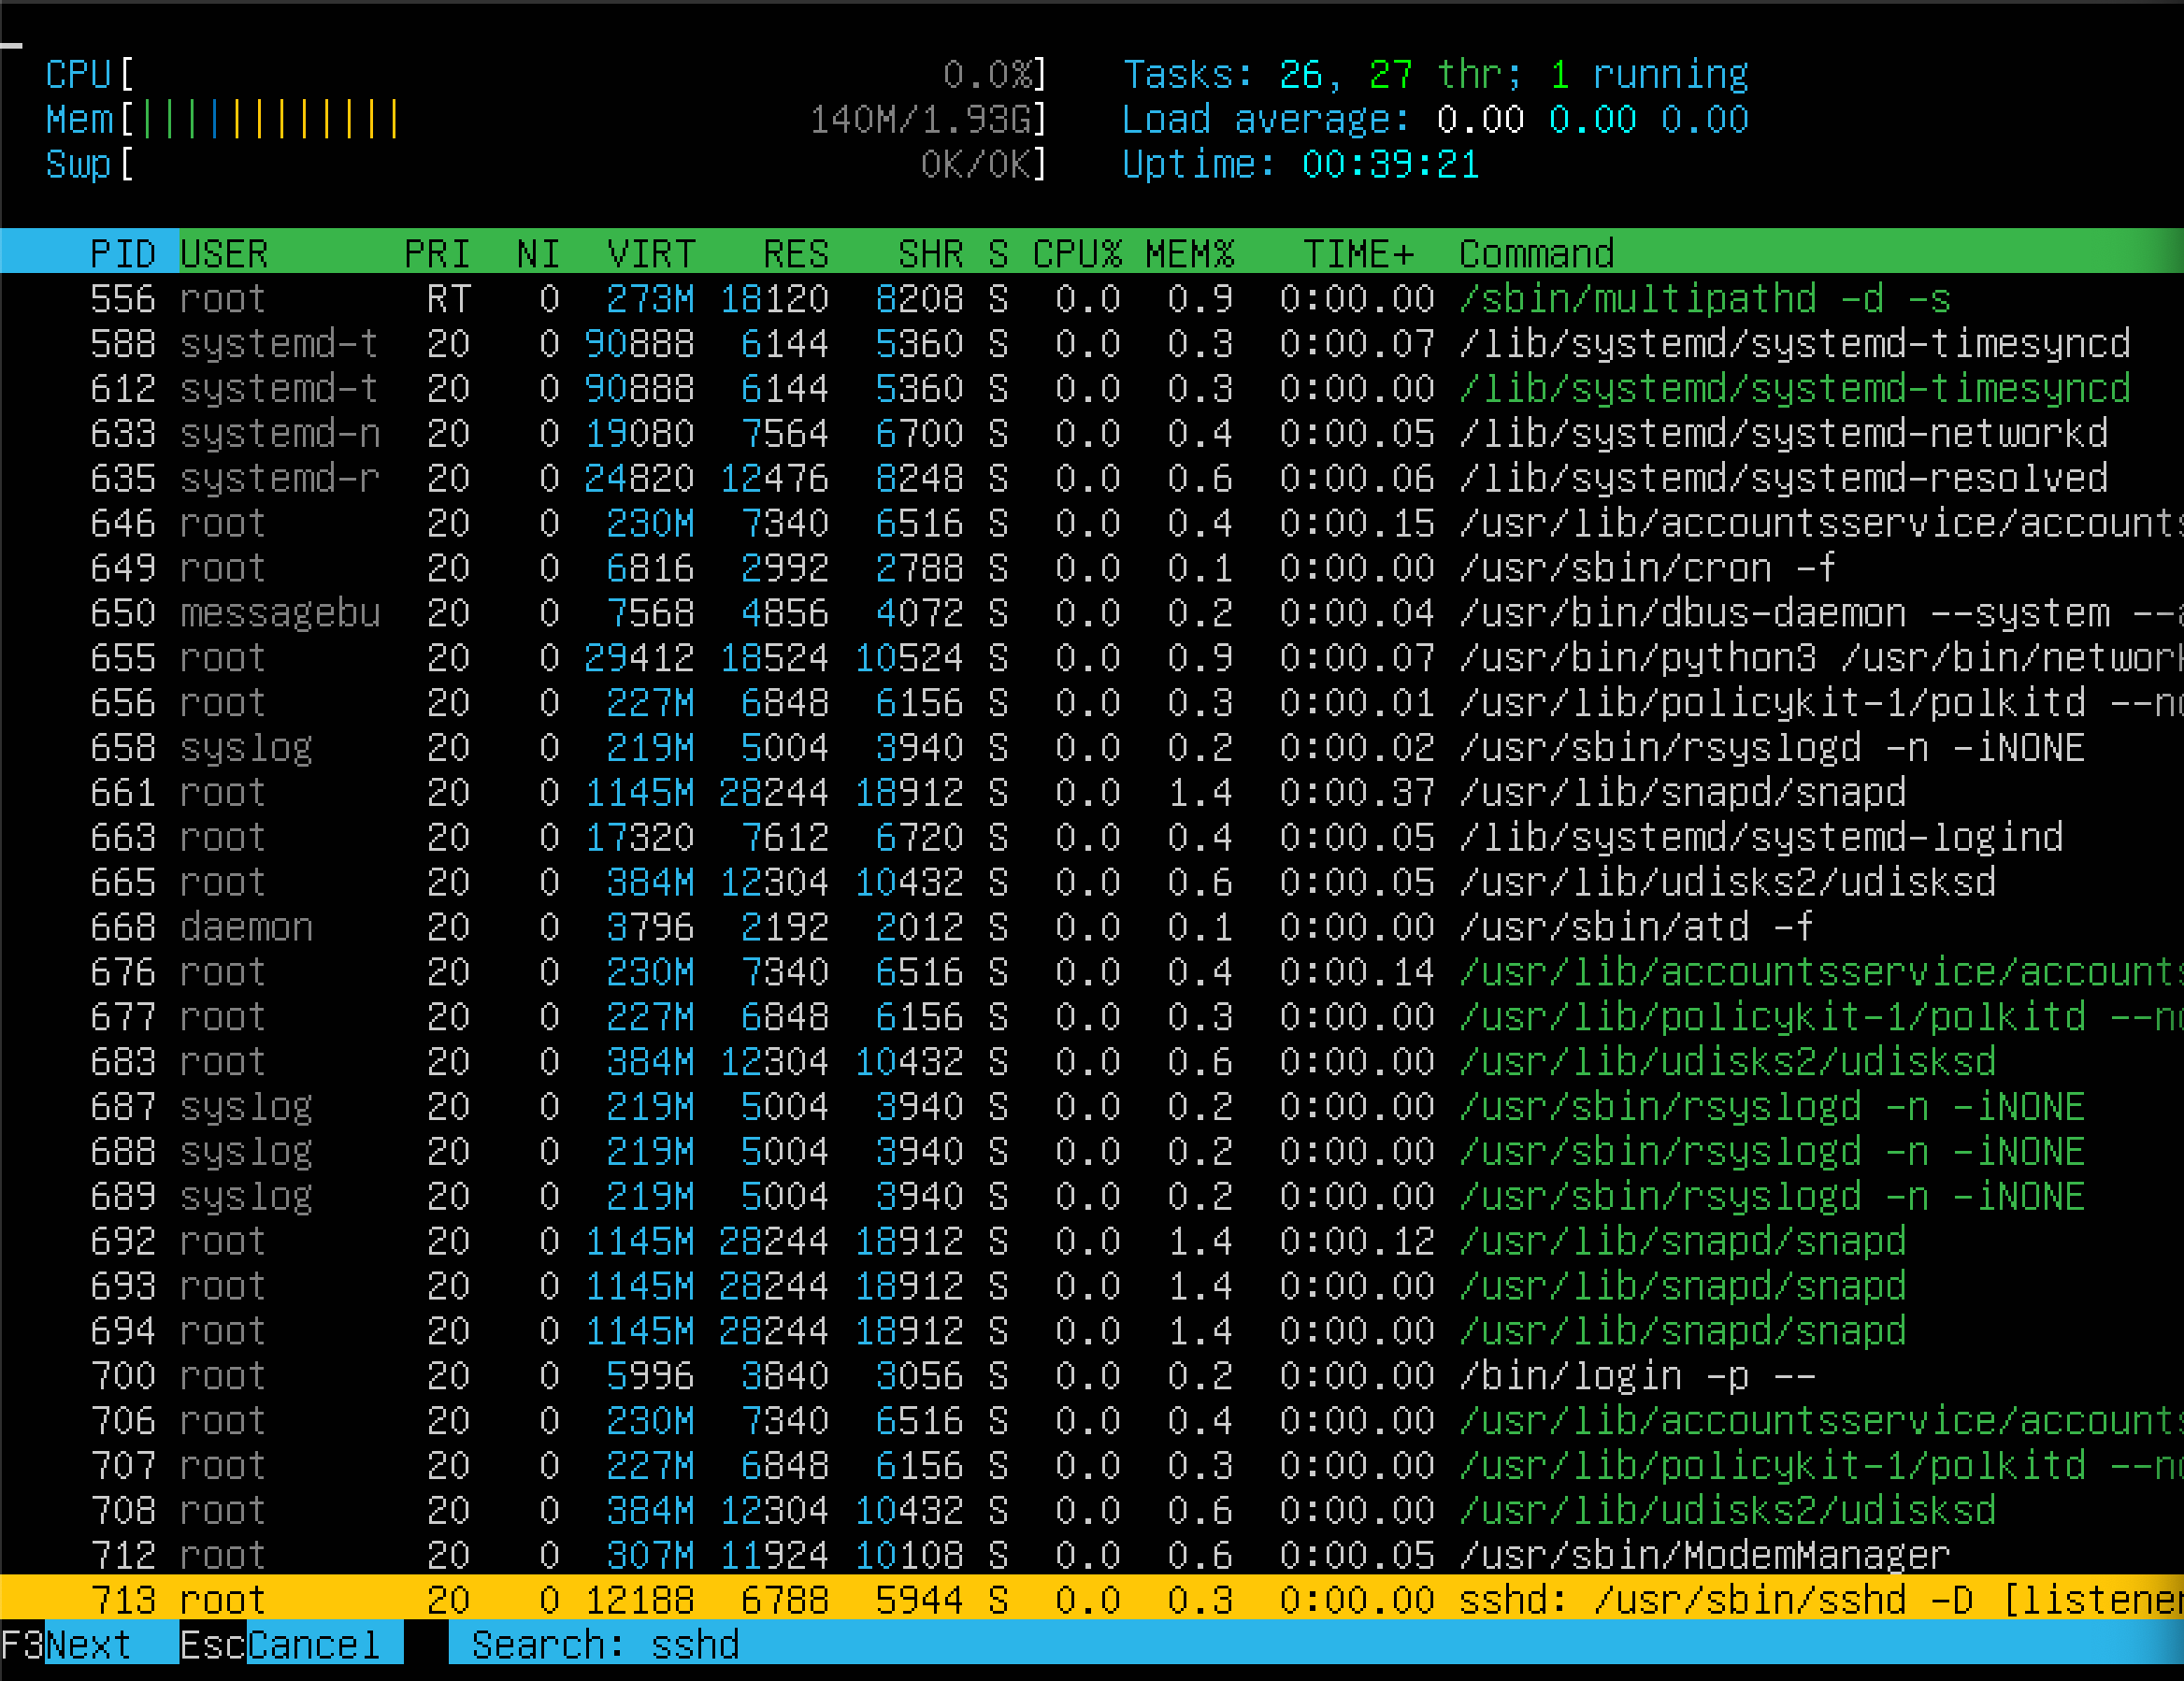 CPU[ 0.0%] Tasks: 26, 27 thr; 1 running
Mem[|||||||||||| 140M/1.93G] Load average: 0.00 0.00 0.00
Swp[ 0K/0K] Uptime: 00:39:21
PID USER PRI NI VIRT RES SHR S CPU% MEM% TIME+ Command
556 root RT 0 273M 18120 8208 S 0.0 0.9 0:00.00 /sbin/multipathd -d -s
588 systemd-t 20 0 90888 6144 5360 S 0.0 0.3 0:00.07 /lib/systemd/systemd-timesyncd
612 systemd-t 20 0 90888 6144 5360 S 0.0 0.3 0:00.00 /lib/systemd/systemd-timesyncd
633 systemd-n 20 0 19080 7564 6700 S 0.0 0.4 0:00.05 /lib/systemd/systemd-networkd
635 systemd-r 20 0 24820 12476 8248 S 0.0 0.6 0:00.06 /lib/systemd/systemd-resolved
646 root 20 0 230M 7340 6516 S 0.0 0.4 0:00.15 /usr/lib/accountsservice/accounts
649 root 20 0 6816 2992 2788 S 0.0 0.1 0:00.00 /usr/sbin/cron -f
650 messagebu 20 0 7568 4856 4072 S 0.0 0.2 0:00.04 /usr/bin/dbus-daemon --system --a
655 root 20 0 29412 18524 10524 S 0.0 0.9 0:00.07 /usr/bin/python3 /usr/bin/network
656 root 20 0 227M 6848 6156 S 0.0 0.3 0:00.01 /usr/lib/policykit-1/polkitd --no
658 syslog 20 0 219M 5004 3940 S 0.0 0.2 0:00.02 /usr/sbin/rsyslogd -n -iNONE
661 root 20 0 1145M 28244 18912 S 0.0 1.4 0:00.37 /usr/lib/snapd/snapd
663 root 20 0 17320 7612 6720 S 0.0 0.4 0:00.05 /lib/systemd/systemd-logind
665 root 20 0 384M 12304 10432 S 0.0 0.6 0:00.05 /usr/lib/udisks2/udisksd
668 daemon 20 0 3796 2192 2012 S 0.0 0.1 0:00.00 /usr/sbin/atd -f
676 root 20 0 230M 7340 6516 S 0.0 0.4 0:00.14 /usr/lib/accountsservice/accounts
677 root 20 0 227M 6848 6156 S 0.0 0.3 0:00.00 /usr/lib/policykit-1/polkitd --no
683 root 20 0 384M 12304 10432 S 0.0 0.6 0:00.00 /usr/lib/udisks2/udisksd
687 syslog 20 0 219M 5004 3940 S 0.0 0.2 0:00.00 /usr/sbin/rsyslogd -n -iNONE
688 syslog 20 0 219M 5004 3940 S 0.0 0.2 0:00.00 /usr/sbin/rsyslogd -n -iNONE
689 syslog 20 0 219M 5004 3940 S 0.0 0.2 0:00.00 /usr/sbin/rsyslogd -n -iNONE
692 root 20 0 1145M 28244 18912 S 0.0 1.4 0:00.12 /usr/lib/snapd/snapd
693 root 20 0 1145M 28244 18912 S 0.0 1.4 0:00.00 /usr/lib/snapd/snapd
694 root 20 0 1145M 28244 18912 S 0.0 1.4 0:00.00 /usr/lib/snapd/snapd
700 root 20 0 5996 3840 3056 S 0.0 0.2 0:00.00 /bin/login -p --
706 root 20 0 230M 7340 6516 S 0.0 0.4 0:00.00 /usr/lib/accountsservice/accounts
707 root 20 0 227M 6848 6156 S 0.0 0.3 0:00.00 /usr/lib/policykit-1/polkitd --no
708 root 20 0 384M 12304 10432 S 0.0 0.6 0:00.00 /usr/lib/udisks2/udisksd
712 root 20 0 307M 11924 10108 S 0.0 0.6 0:00.05 /usr/sbin/ModemManager
713 root 20 0 12188 6788 5944 S 0.0 0.3 0:00.00 sshd: /usr/sbin/sshd -D [listener
F3Next EscCancel Search: sshd